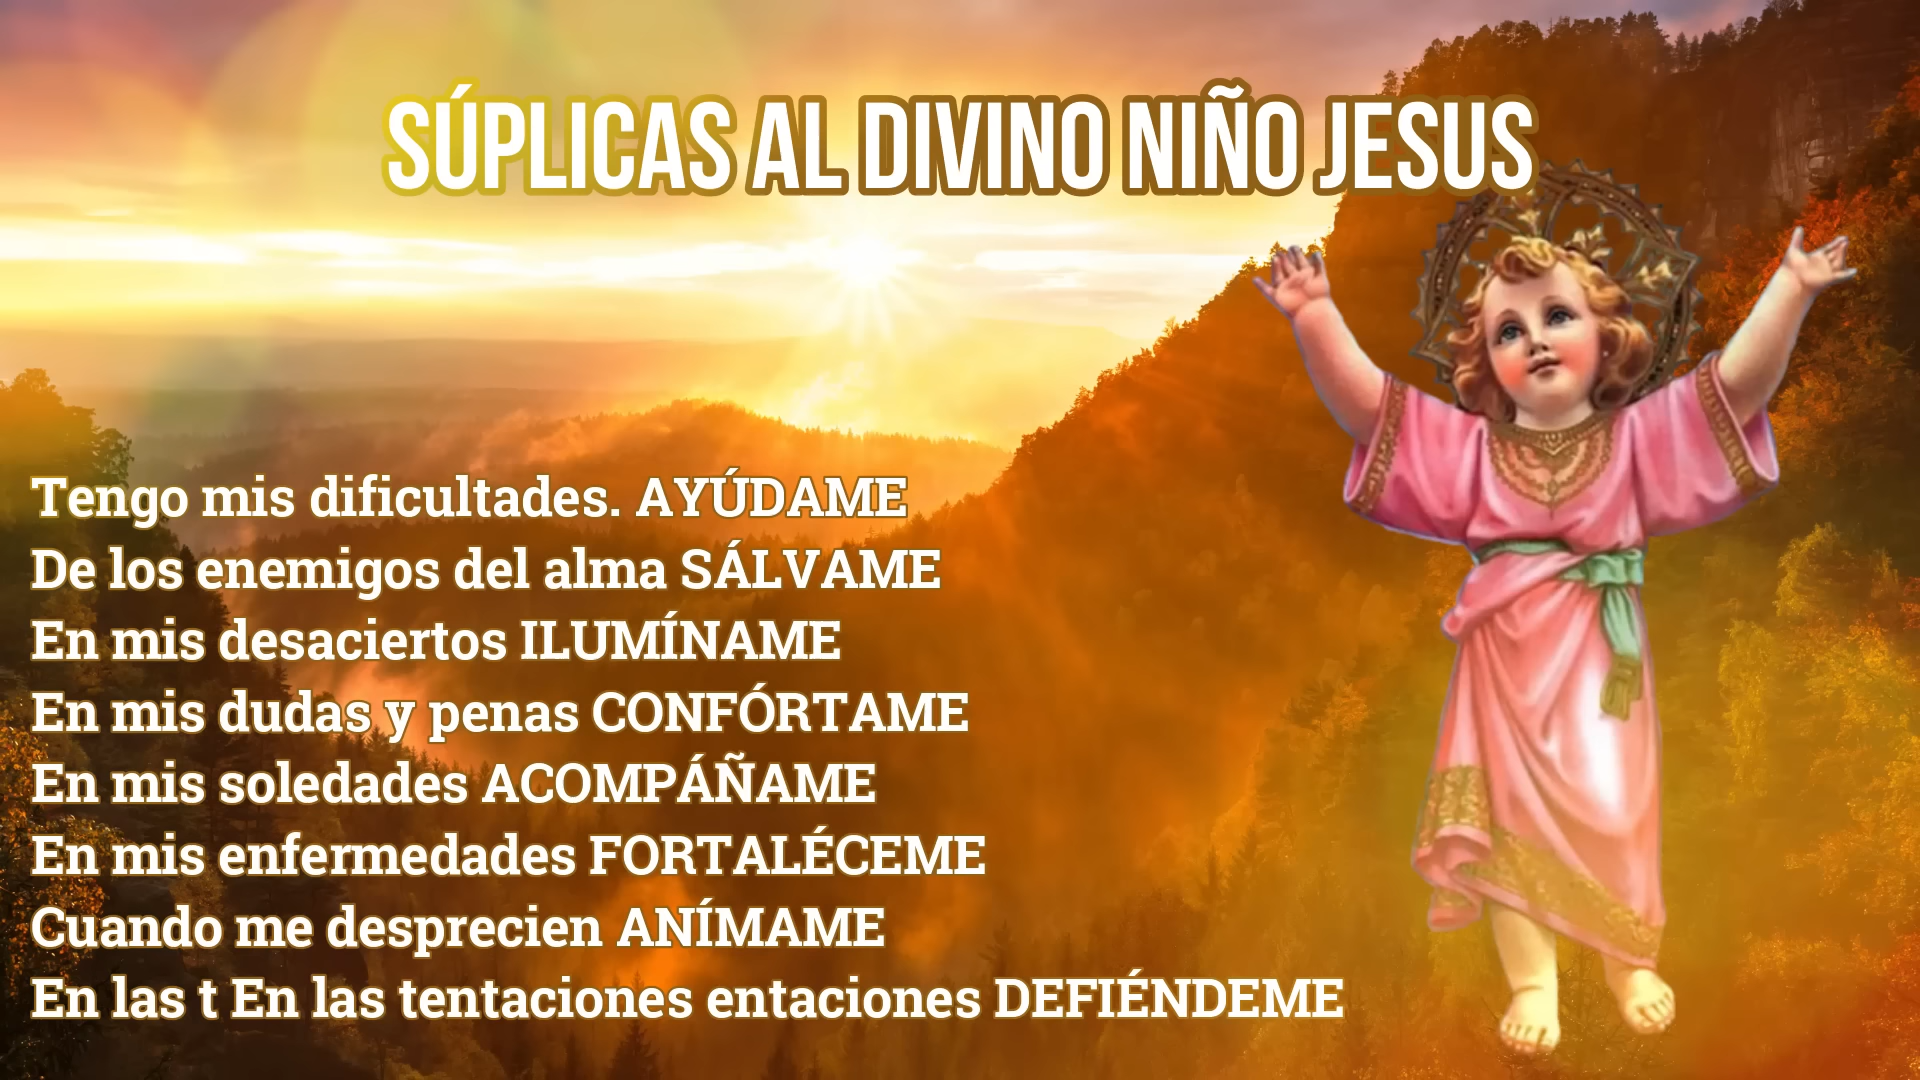 SÚPLICAS AL DIVINO NIÑO JESUS
Tengo mis dificultades. AYÚDAME
De los enemigos del alma SÁLVAME
En mis desaciertos ILUMÍNAME
En mis dudas y penas CONFÓRTAME
En mis soledades ACOMPÁÑAME
En mis enfermedades FORTALÉCEME
Cuando me desprecien ANÍMAME
En las t En las tentaciones entaciones DEFIÉNDEME